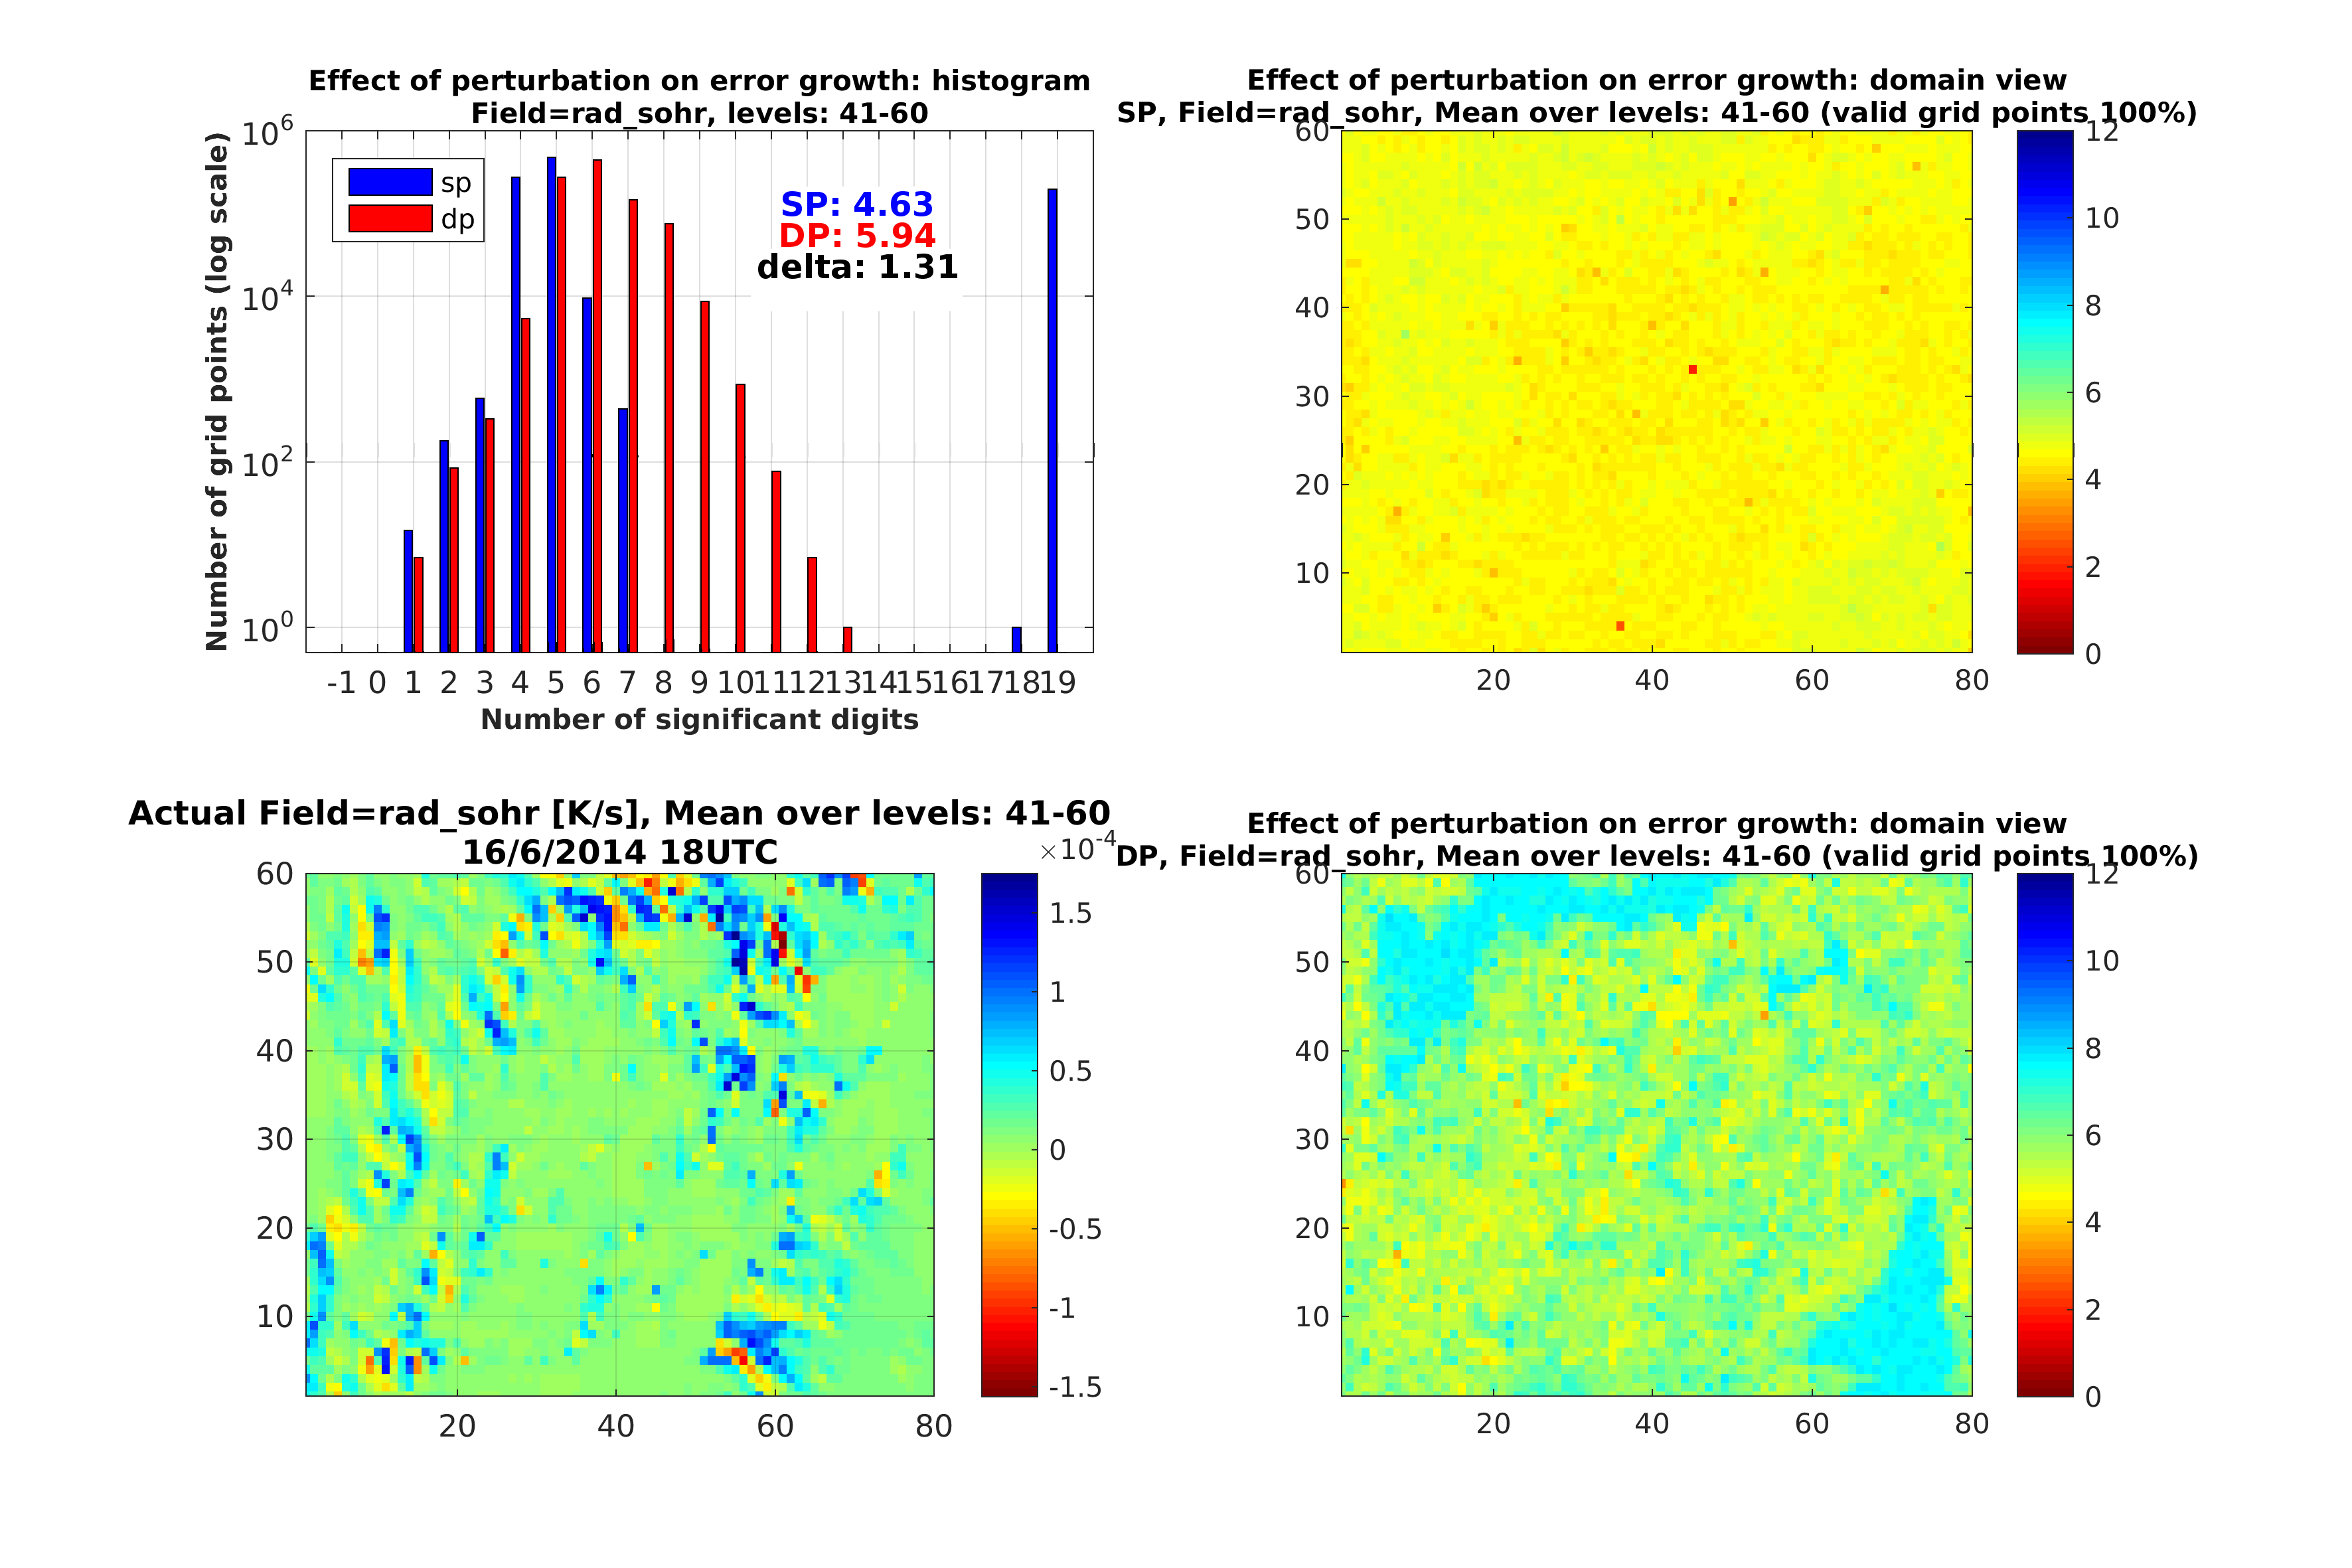 Effect of perturbation on error growth: histogram
Field=rad_sohr, levels: 41-60
Number of grid points (log scale)
10^6
10^4
10^2
10^0
sp
dp
SP: 4.63
DP: 5.94
delta: 1.31
-1 0 1 2 3 4 5 6 7 8 9 10 11 12 13 14 15 16 17 18 19
Number of significant digits
Effect of perturbation on error growth: domain view
SP, Field=rad_sohr, Mean over levels: 41-60 (valid grid points 100%)
60
50
40
30
20
10
20 40 60 80
12
10
8
6
4
2
0
Actual Field=rad_sohr [K/s], Mean over levels: 41-60
16/6/2014 18UTC
×10^-4
60
50
40
30
20
10
20 40 60 80
1.5
1
0.5
0
-0.5
-1
-1.5
Effect of perturbation on error growth: domain view
DP, Field=rad_sohr, Mean over levels: 41-60 (valid grid points 100%)
60
50
40
30
20
10
20 40 60 80
12
10
8
6
4
2
0